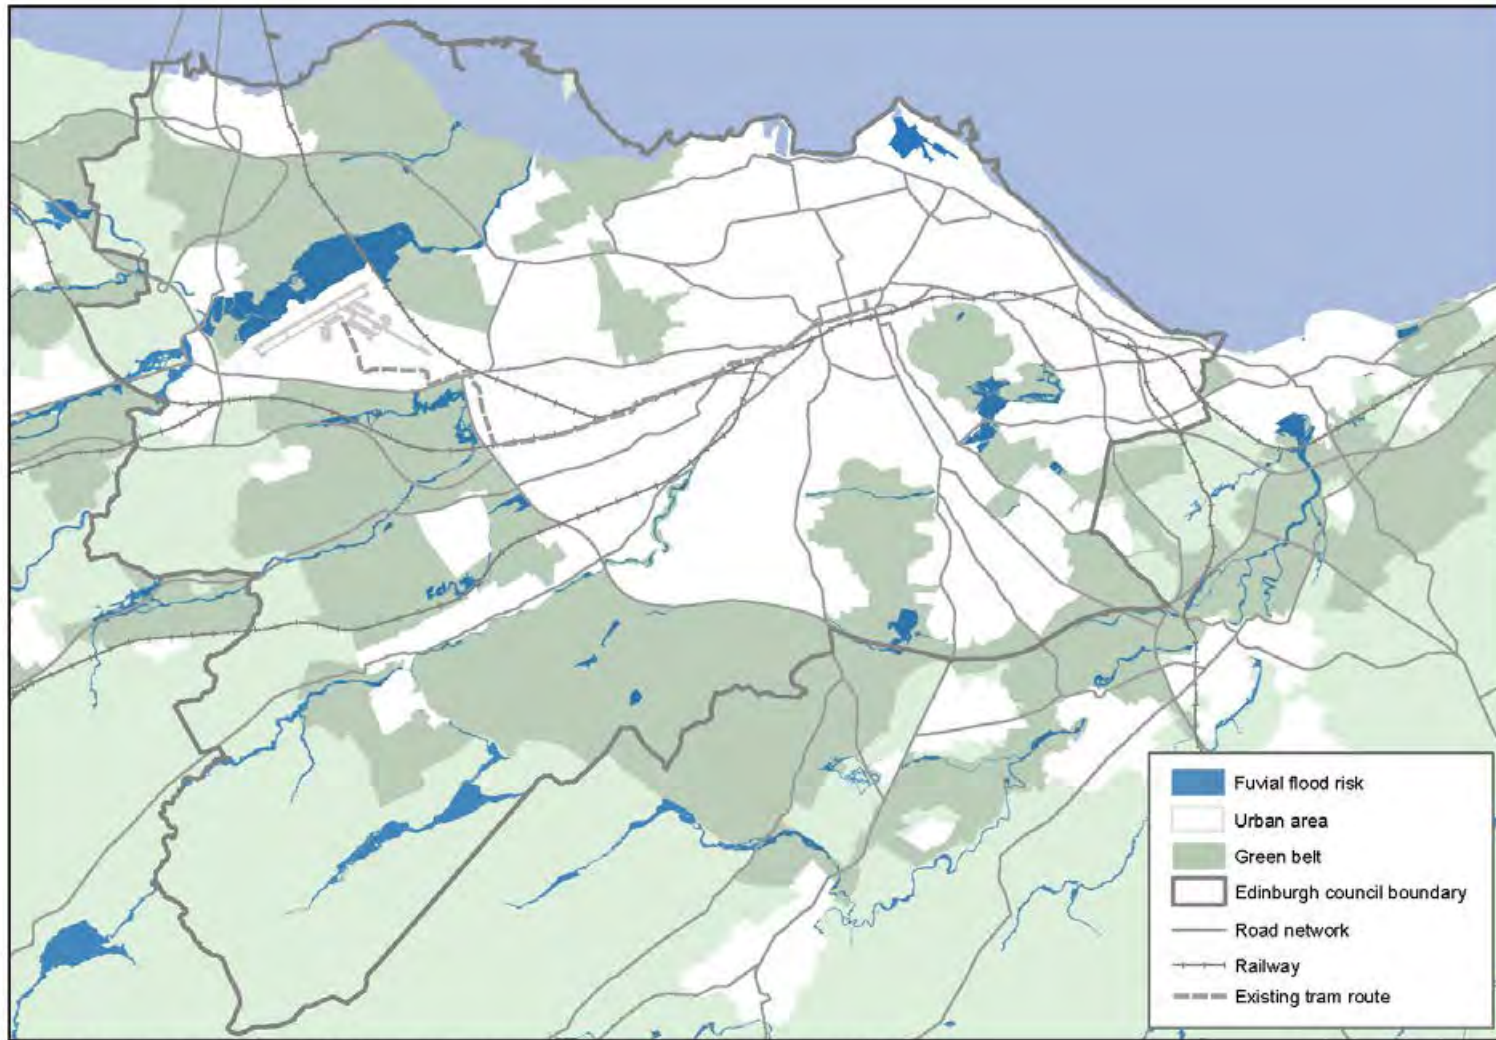 Fuvial flood risk
Urban area
Green belt
Edinburgh council boundary
Road network
Railway
Existing tram route